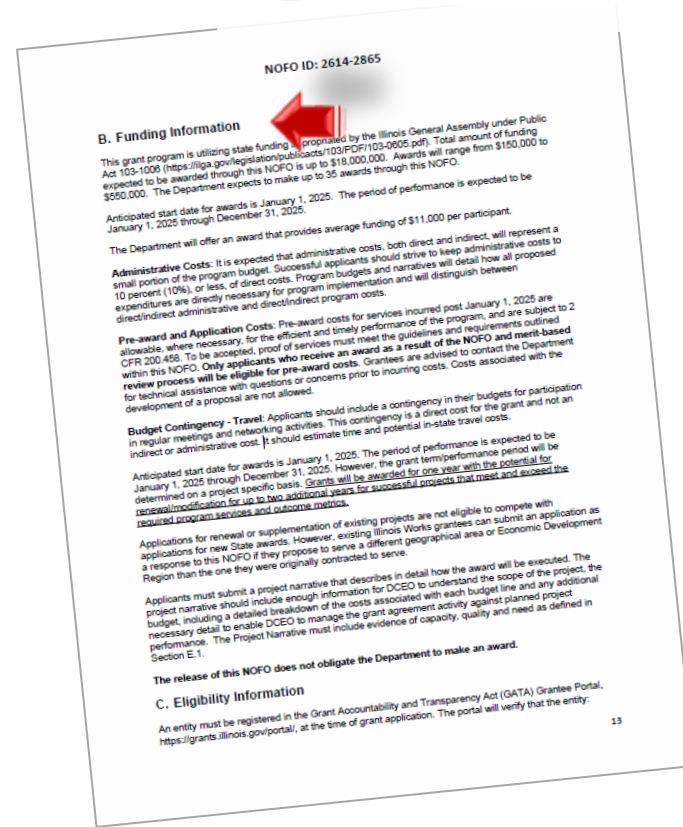 NOFO ID: 2614-2865
B. Funding Information
This grant program is utilizing state funding propriated by the Illinois General Assembly under Public
Act 103-1006 (https://ilga.gov/legislation/publicacts/103/PDF/103-0605.pdf). Total amount of funding
expected to be awarded through this NOFO is up to $18,000,000. Awards will range from $150,000 to
$550,000. The Department expects to make up to 35 awards through this NOFO.
Anticipated start date for awards is January 1, 2025. The period of performance is expected to be
January 1, 2025 through December 31, 2025.
The Department will offer an award that provides average funding of $11,000 per participant.
Administrative Costs: It is expected that administrative costs, both direct and indirect, will represent a
small portion of the program budget. Successful applicants should strive to keep administrative costs to
10 percent (10%), or less, of direct costs. Program budgets and narratives will detail how all proposed
expenditures are directly necessary for program implementation and will distinguish between
direct/indirect administrative and direct/indirect program costs.
Pre-award and Application Costs: Pre-award costs for services incurred post January 1, 2025 are
allowable, where necessary, for the efficient and timely performance of the program, and are subject to 2
CFR 200.458. To be accepted, proof of services must meet the guidelines and requirements outlined
within this NOFO. Only applicants who receive an award as a result of the NOFO and merit-based
review process will be eligible for pre-award costs. Grantees are advised to contact the Department
for technical assistance with questions or concerns prior to incurring costs. Costs associated with the
development of a proposal are not allowed.
Budget Contingency - Travel: Applicants should include a contingency in their budgets for participation
in regular meetings and networking activities. This contingency is a direct cost for the grant and not an
indirect or administrative cost. It should estimate time and potential in-state travel costs.
Anticipated start date for awards is January 1, 2025. The period of performance is expected to be
January 1, 2025 through December 31, 2025. However, the grant term/performance period will be
determined on a project specific basis. Grants will be awarded for one year with the potential for
renewal/modification for up to two additional years for successful projects that meet and exceed the
required program services and outcome metrics.
Applications for renewal or supplementation of existing projects are not eligible to compete with
applications for new State awards. However, existing Illinois Works grantees can submit an application as
a response to this NOFO if they propose to serve a different geographical area or Economic Development
Region than the one they were originally contracted to serve.
Applicants must submit a project narrative that describes in detail how the award will be executed. The
project narrative should include enough information for DCEO to understand the scope of the project, the
budget, including a detailed breakdown of the costs associated with each budget line and any additional
necessary detail to enable DCEO to manage the grant agreement activity against planned project
performance. The Project Narrative must include evidence of capacity, quality and need as defined in
Section E.1.
The release of this NOFO does not obligate the Department to make an award.
C. Eligibility Information
An entity must be registered in the Grant Accountability and Transparency Act (GATA) Grantee Portal,
https://grants.illinois.gov/portal/, at the time of grant application. The portal will verify that the entity:
13